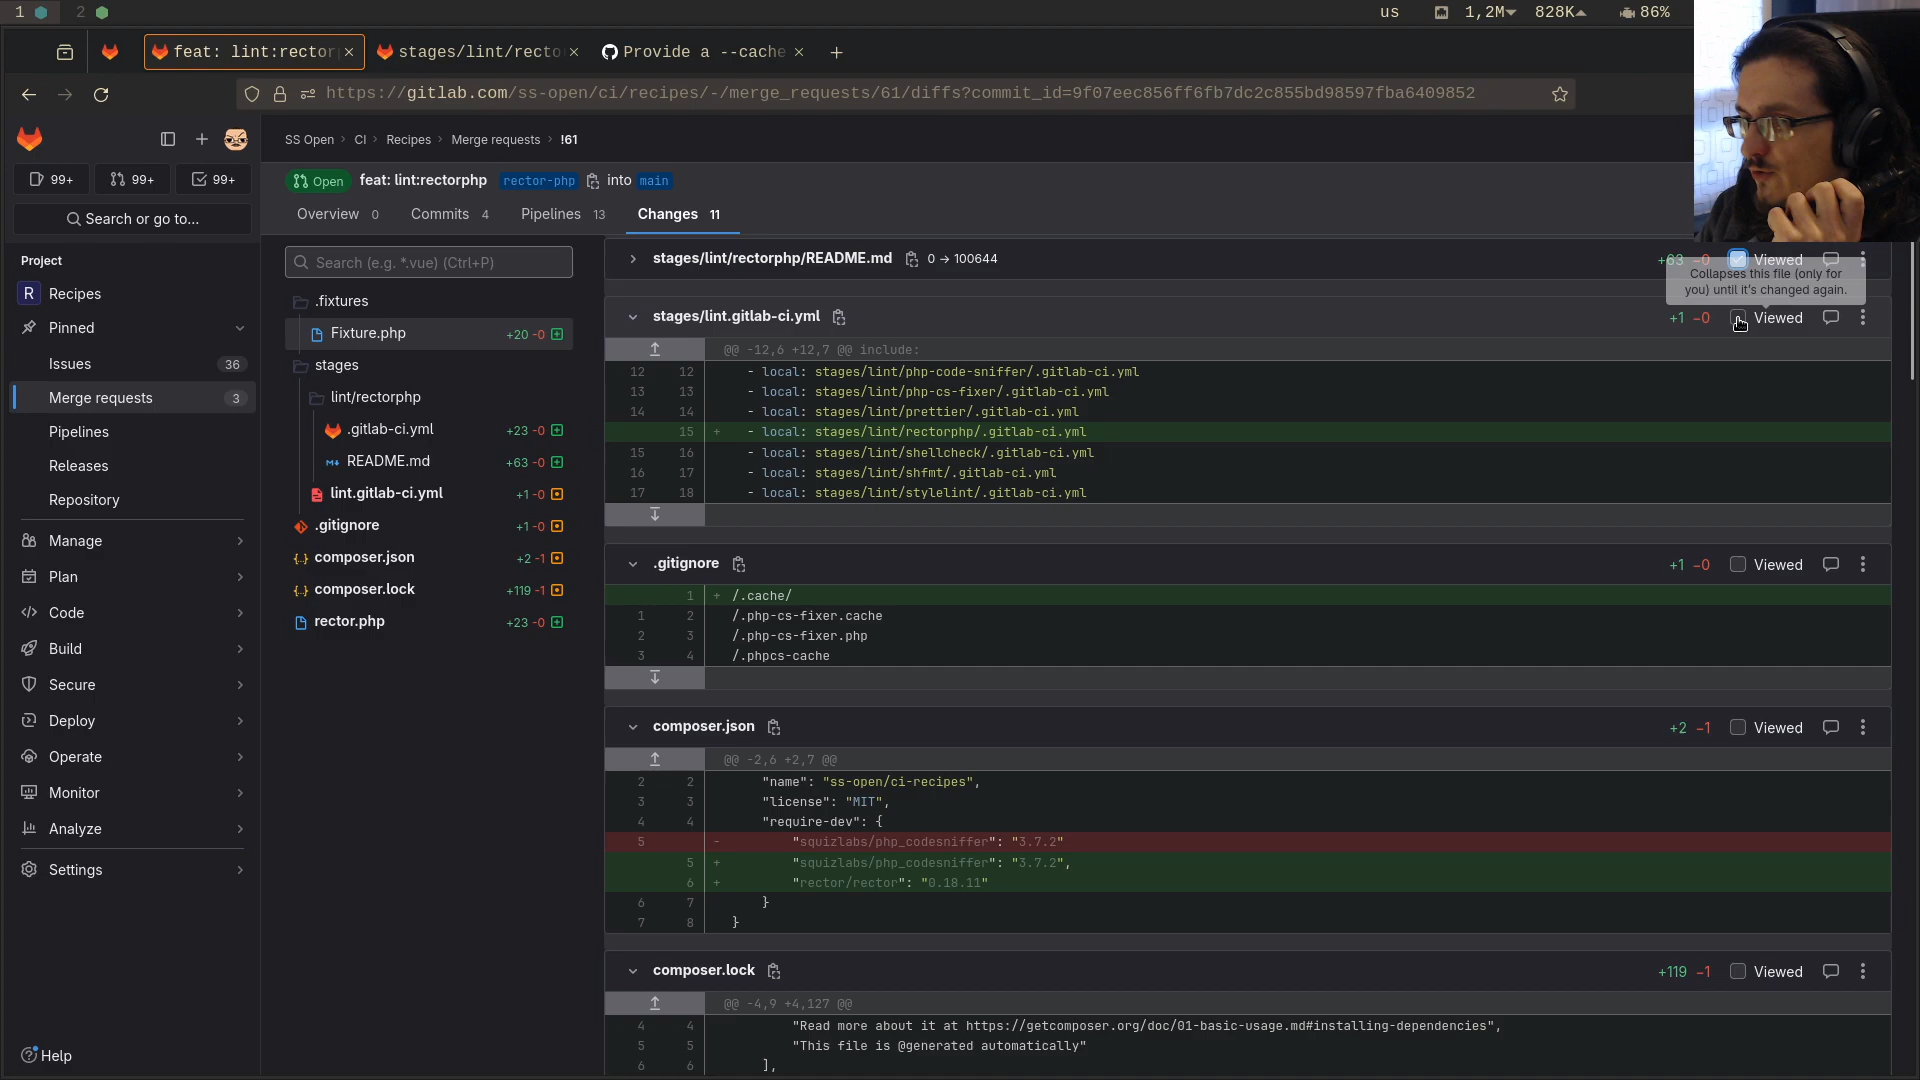 1 2 us 1,2M 828K 86%
feat: lint:rector × stages/lint/recto × Provide a --cache × +
https://gitlab.com/ss-open/ci/recipes/-/merge_requests/61/diffs?commit_id=9f07eec856ff6fb7dc2c855bd98597fba6409852
99+ 99+ 99+
Search or go to...
Project
R Recipes
Pinned
Issues 36
Merge requests 3
Pipelines
Releases
Repository
Manage
Plan
Code
Build
Secure
Deploy
Operate
Monitor
Analyze
Settings
Help
SS Open > CI > Recipes > Merge requests > !61
Open feat: lint:rectorphp rector-php into main
Overview 0 Commits 4 Pipelines 13 Changes 11
Search (e.g. *.vue) (Ctrl+P)
.fixtures
Fixture.php +20 -0
stages
lint/rectorphp
.gitlab-ci.yml +23 -0
README.md +63 -0
lint.gitlab-ci.yml +1 -0
.gitignore +1 -0
composer.json +2 -1
composer.lock +119 -1
rector.php +23 -0
stages/lint/rectorphp/README.md 0 → 100644 +63 −0 Viewed
Collapses this file (only for
you) until it's changed again.
stages/lint.gitlab-ci.yml +1 −0 Viewed
@@ -12,6 +12,7 @@ include:
12 12 - local: stages/lint/php-code-sniffer/.gitlab-ci.yml
13 13 - local: stages/lint/php-cs-fixer/.gitlab-ci.yml
14 14 - local: stages/lint/prettier/.gitlab-ci.yml
15 + - local: stages/lint/rectorphp/.gitlab-ci.yml
15 16 - local: stages/lint/shellcheck/.gitlab-ci.yml
16 17 - local: stages/lint/shfmt/.gitlab-ci.yml
17 18 - local: stages/lint/stylelint/.gitlab-ci.yml
.gitignore +1 −0 Viewed
1 + /.cache/
1 2 /.php-cs-fixer.cache
2 3 /.php-cs-fixer.php
3 4 /.phpcs-cache
composer.json +2 −1 Viewed
@@ -2,6 +2,7 @@
2 2 "name": "ss-open/ci-recipes",
3 3 "license": "MIT",
4 4 "require-dev": {
5 - "squizlabs/php_codesniffer": "3.7.2"
5 + "squizlabs/php_codesniffer": "3.7.2",
6 + "rector/rector": "0.18.11"
6 7 }
7 8 }
composer.lock +119 −1 Viewed
@@ -4,9 +4,127 @@
4 4 "Read more about it at https://getcomposer.org/doc/01-basic-usage.md#installing-dependencies",
5 5 "This file is @generated automatically"
6 6 ],